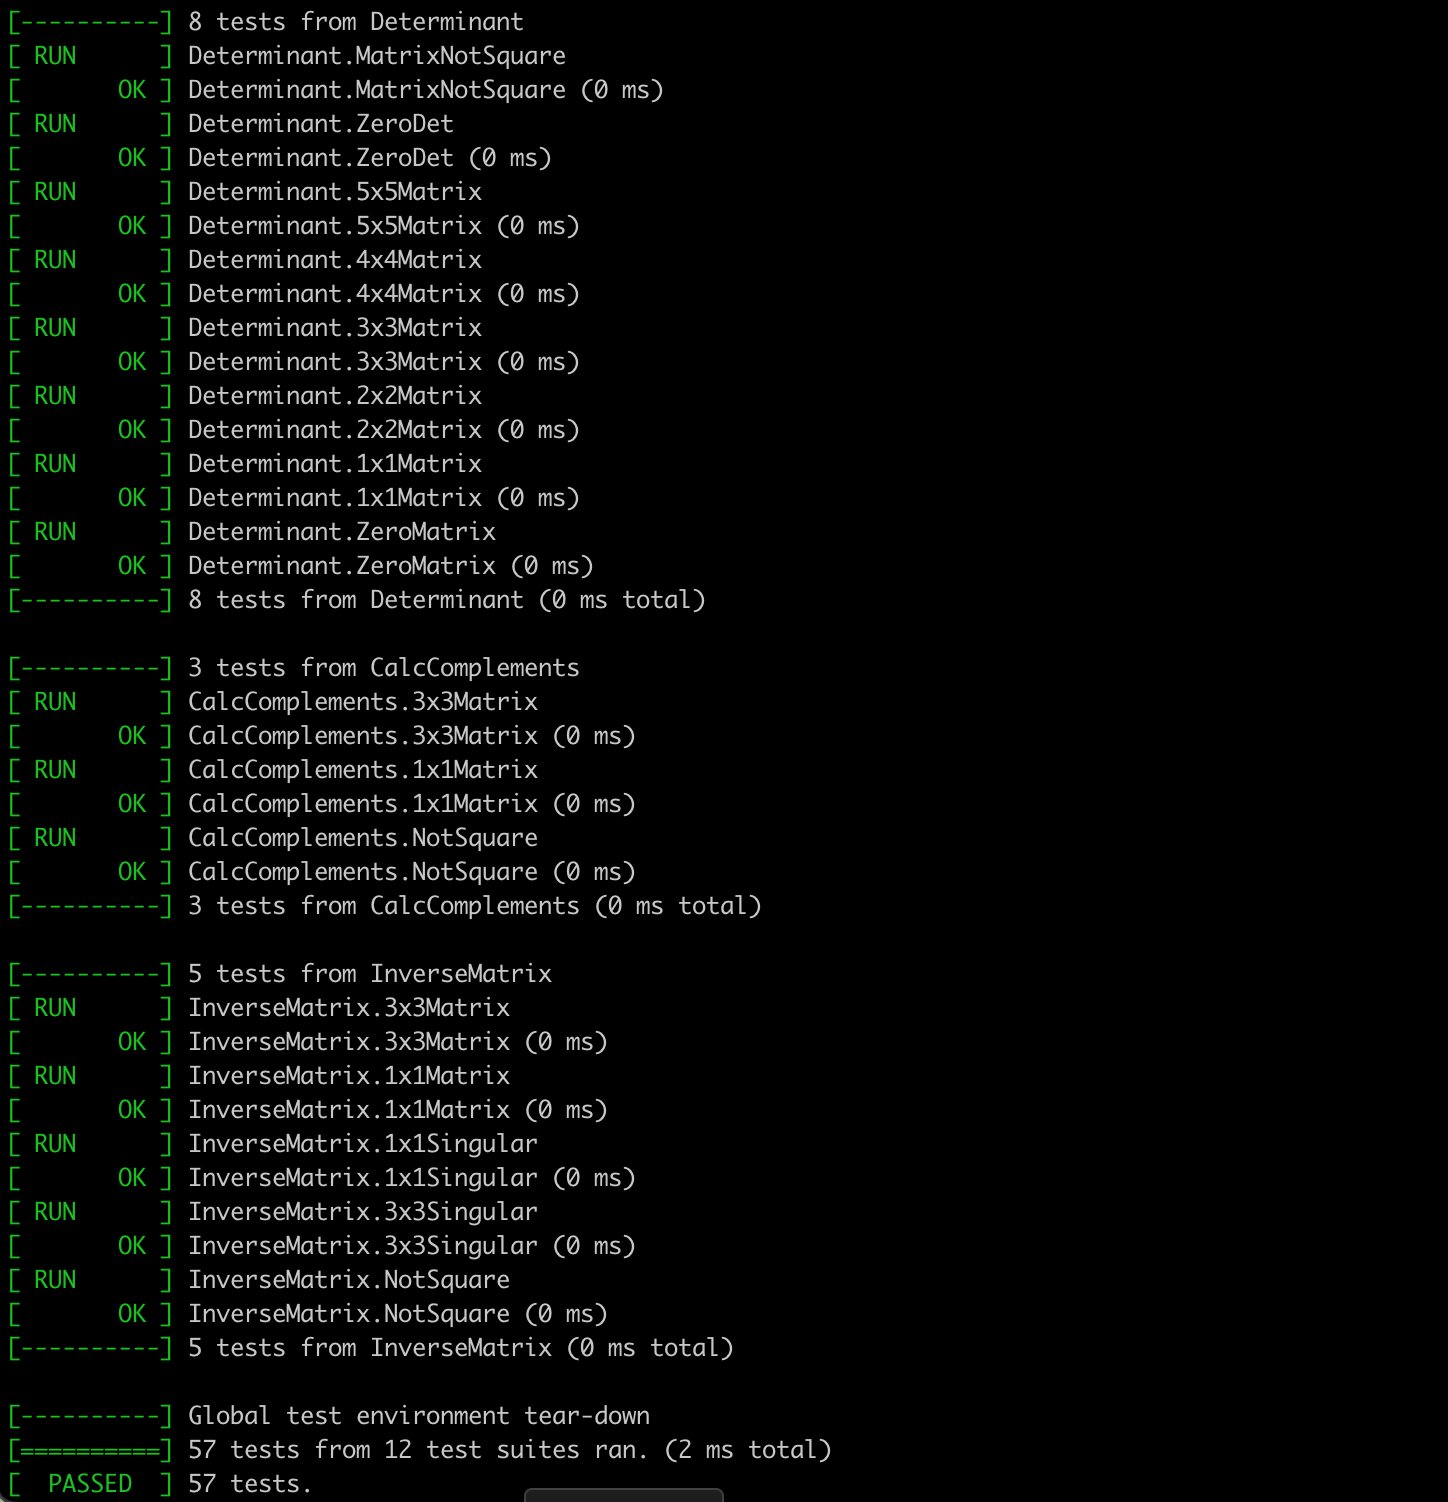 [----------] 8 tests from Determinant
[ RUN      ] Determinant.MatrixNotSquare
[       OK ] Determinant.MatrixNotSquare (0 ms)
[ RUN      ] Determinant.ZeroDet
[       OK ] Determinant.ZeroDet (0 ms)
[ RUN      ] Determinant.5x5Matrix
[       OK ] Determinant.5x5Matrix (0 ms)
[ RUN      ] Determinant.4x4Matrix
[       OK ] Determinant.4x4Matrix (0 ms)
[ RUN      ] Determinant.3x3Matrix
[       OK ] Determinant.3x3Matrix (0 ms)
[ RUN      ] Determinant.2x2Matrix
[       OK ] Determinant.2x2Matrix (0 ms)
[ RUN      ] Determinant.1x1Matrix
[       OK ] Determinant.1x1Matrix (0 ms)
[ RUN      ] Determinant.ZeroMatrix
[       OK ] Determinant.ZeroMatrix (0 ms)
[----------] 8 tests from Determinant (0 ms total)

[----------] 3 tests from CalcComplements
[ RUN      ] CalcComplements.3x3Matrix
[       OK ] CalcComplements.3x3Matrix (0 ms)
[ RUN      ] CalcComplements.1x1Matrix
[       OK ] CalcComplements.1x1Matrix (0 ms)
[ RUN      ] CalcComplements.NotSquare
[       OK ] CalcComplements.NotSquare (0 ms)
[----------] 3 tests from CalcComplements (0 ms total)

[----------] 5 tests from InverseMatrix
[ RUN      ] InverseMatrix.3x3Matrix
[       OK ] InverseMatrix.3x3Matrix (0 ms)
[ RUN      ] InverseMatrix.1x1Matrix
[       OK ] InverseMatrix.1x1Matrix (0 ms)
[ RUN      ] InverseMatrix.1x1Singular
[       OK ] InverseMatrix.1x1Singular (0 ms)
[ RUN      ] InverseMatrix.3x3Singular
[       OK ] InverseMatrix.3x3Singular (0 ms)
[ RUN      ] InverseMatrix.NotSquare
[       OK ] InverseMatrix.NotSquare (0 ms)
[----------] 5 tests from InverseMatrix (0 ms total)

[----------] Global test environment tear-down
[==========] 57 tests from 12 test suites ran. (2 ms total)
[  PASSED  ] 57 tests.